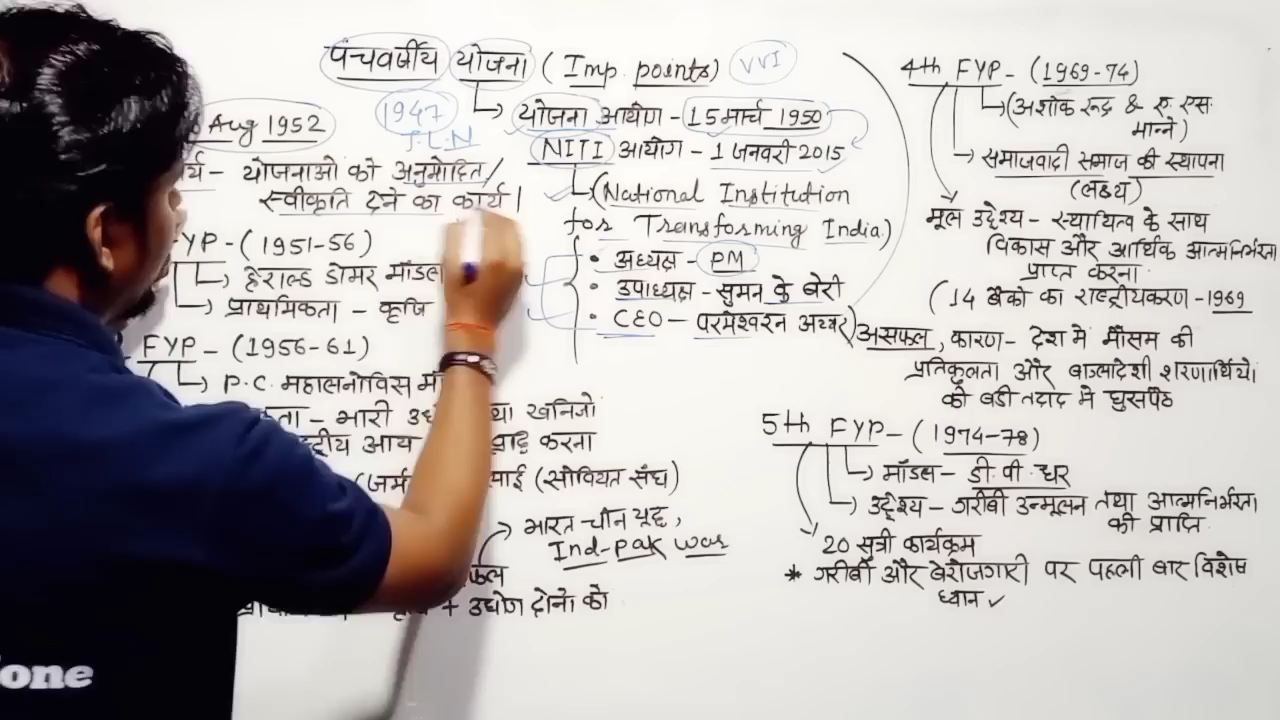 पंचवर्षीय योजना ( Imp. points) VVI
1947
J.L.N
→ योजना आयोग - 15 मार्च 1950
NITI आयोग - 1 जनवरी 2015
(National Institution
for Transforming India)
• अध्यक्ष - PM
• उपाध्यक्ष - सुमन के बेरी
• CEO - परमेश्वरन अय्यर
Aug 1952
र्य - योजनाओ को अनुमोदित/
स्वीकृति देने का कार्य।
YP - (1951-56)
→ हेराल्ड डोमर मॉडल
→ प्राथमिकता - कृषि
FYP - (1956-61)
→ P.C. महालनोविस
ता - भारी था खनिजो
ट्रीय आय करना
(सोवियत संघ)
→ भारत-चीन युद्ध,
Ind-pak war
फल
+ उद्योग दोनो को
4th FYP - (1969-74)
→ (अशोक रूद्र & ए. एस.
मान्ने)
→ समाजवादी समाज की स्थापना
(लक्ष्य)
मूल उद्देश्य - स्थायित्व के साथ
विकास और आर्थिक आत्मनिर्भरता
प्राप्त करना.
(14 बैंको का राष्ट्रीयकरण - 1969
असफल, कारण - देश मे मौसम की
प्रतिकूलता और बाग्लादेशी शरणार्थियो
की बडी तदाद मे घुसपैठ
5th FYP - (1974-78)
→ मॉडल - डी. पी. धर
→ उद्देश्य - गरीबी उन्मूलन तथा आत्मनिर्भरता
की प्राप्ति.
20 सूत्री कार्यक्रम
* गरीबी और बेरोजगारी पर पहली बार विशेष
ध्यान ✓
one